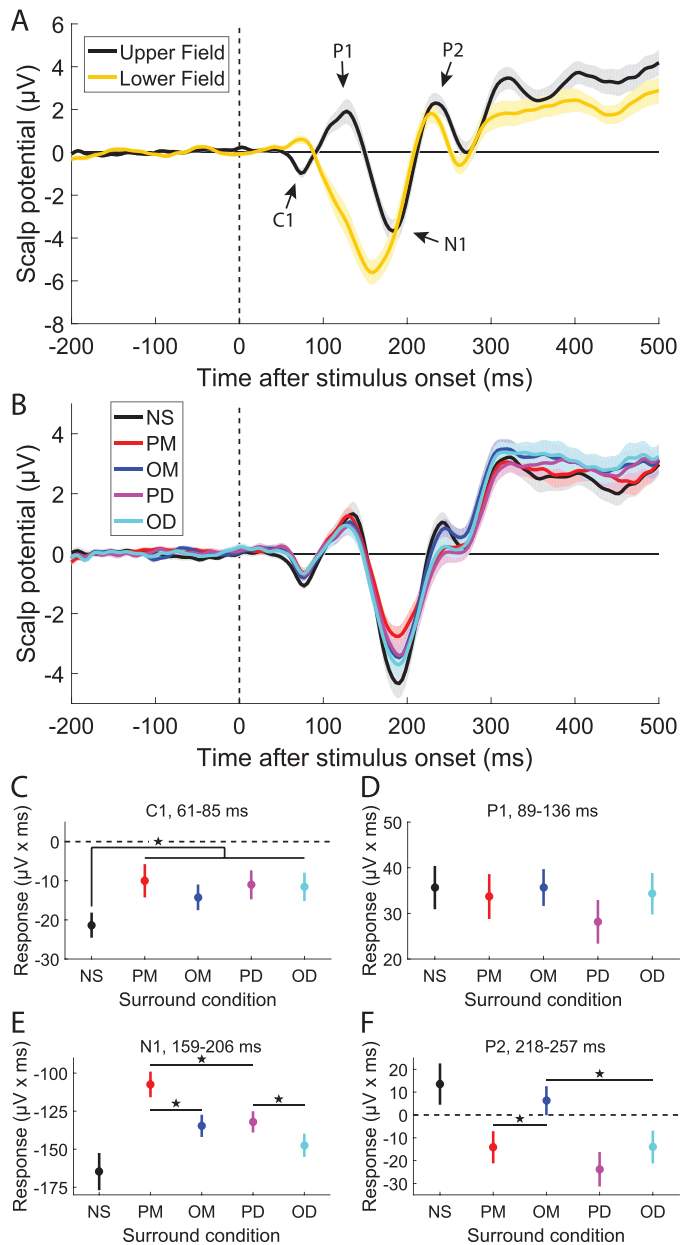 A
Upper Field
Lower Field
P1
P2
C1
N1
Scalp potential (µV)
6
4
2
0
-2
-4
-6
-8
-200 -100 0 100 200 300 400 500
Time after stimulus onset (ms)
B
NS
PM
OM
PD
OD
Scalp potential (µV)
4
2
0
-2
-4
-200 -100 0 100 200 300 400 500
Time after stimulus onset (ms)
C
C1, 61-85 ms
Response (µV x ms)
0
-10
-20
-30
★
NS PM OM PD OD
Surround condition
D
P1, 89-136 ms
Response (µV x ms)
50
40
30
20
NS PM OM PD OD
Surround condition
E
N1, 159-206 ms
Response (µV x ms)
-100
-125
-150
-175
★
★
★
NS PM OM PD OD
Surround condition
F
P2, 218-257 ms
Response (µV x ms)
20
10
0
-10
-20
-30
★
★
NS PM OM PD OD
Surround condition